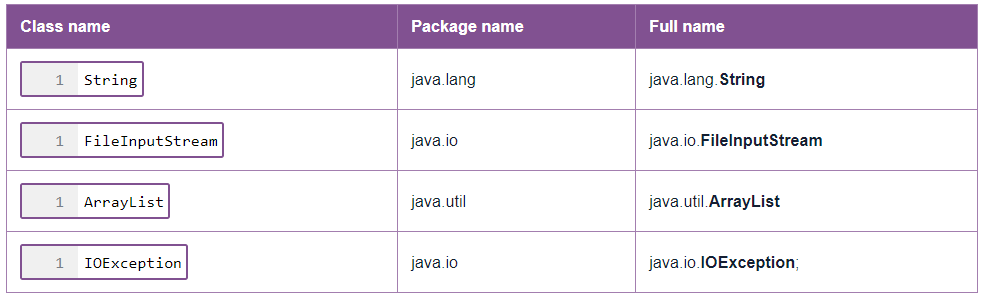 Class name Package name Full name
1 String java.lang java.lang.String
1 FileInputStream java.io java.io.FileInputStream
1 ArrayList java.util java.util.ArrayList
1 IOException java.io java.io.IOException;